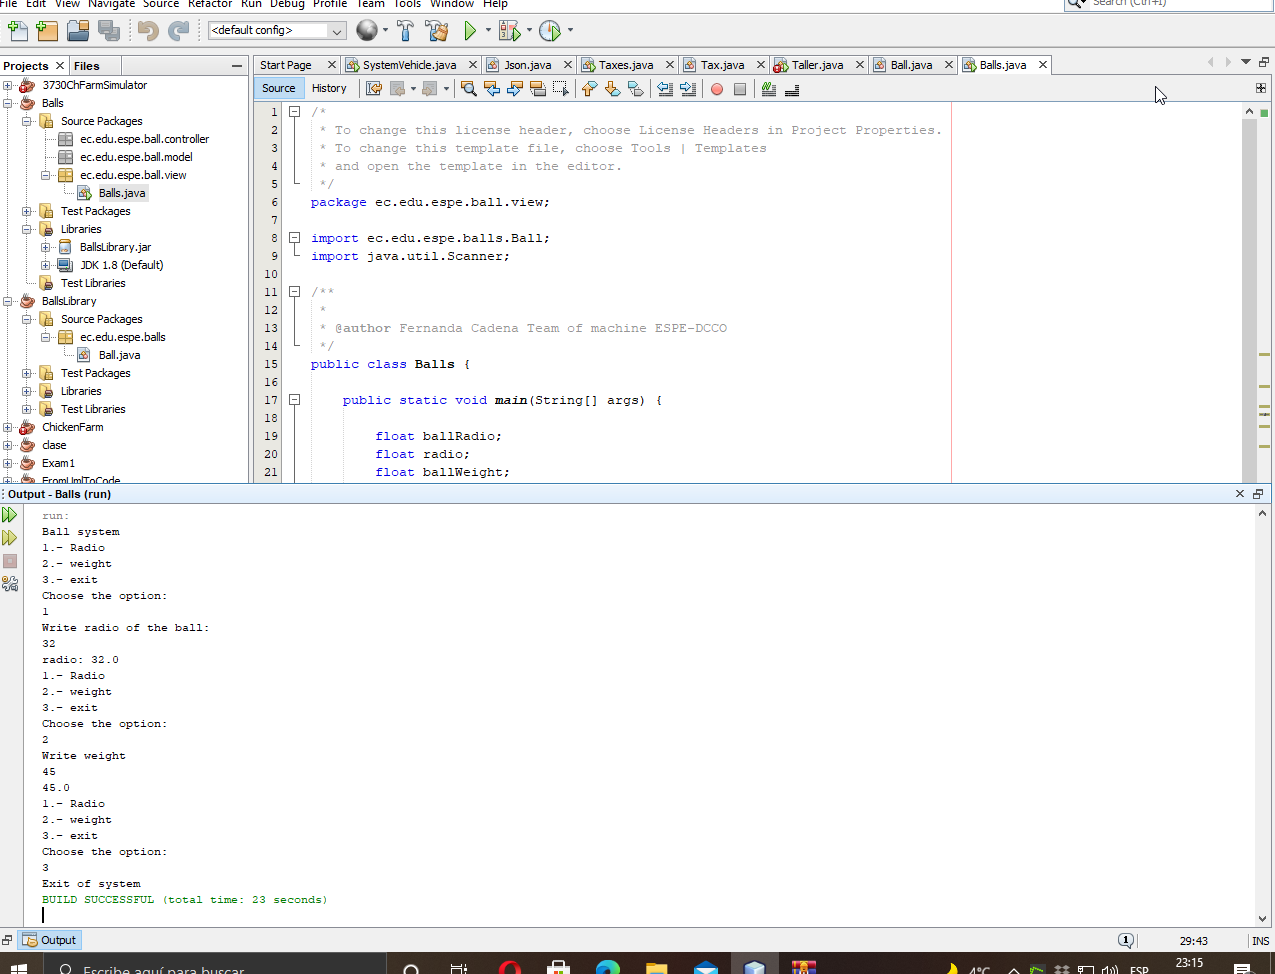 File Edit View Navigate Source Refactor Run Debug Profile Team Tools Window Help
Search (Ctrl+I)
<default config>
Projects Files
Start Page SystemVehicle.java Json.java Taxes.java Tax.java Taller.java Ball.java Balls.java
Source History
3730ChFarmSimulator
Balls
Source Packages
ec.edu.espe.ball.controller
ec.edu.espe.ball.model
ec.edu.espe.ball.view
Balls.java
Test Packages
Libraries
BallsLibrary.jar
JDK 1.8 (Default)
Test Libraries
BallsLibrary
Source Packages
ec.edu.espe.balls
Ball.java
Test Packages
Libraries
Test Libraries
ChickenFarm
clase
Exam1
FromUmlToCode
1 /*
2 * To change this license header, choose License Headers in Project Properties.
3 * To change this template file, choose Tools | Templates
4 * and open the template in the editor.
5 */
6 package ec.edu.espe.ball.view;
7
8 import ec.edu.espe.balls.Ball;
9 import java.util.Scanner;
10
11 /**
12 *
13 * @author Fernanda Cadena Team of machine ESPE-DCCO
14 */
15 public class Balls {
16
17 public static void main(String[] args) {
18
19 float ballRadio;
20 float radio;
21 float ballWeight;
Output - Balls (run)
run:
Ball system
1.- Radio
2.- weight
3.- exit
Choose the option:
1
Write radio of the ball:
32
radio: 32.0
1.- Radio
2.- weight
3.- exit
Choose the option:
2
Write weight
45
45.0
1.- Radio
2.- weight
3.- exit
Choose the option:
3
Exit of system
BUILD SUCCESSFUL (total time: 23 seconds)
Output
1 29:43 INS
Escribe aquí para buscar
4°C ESP 23:15